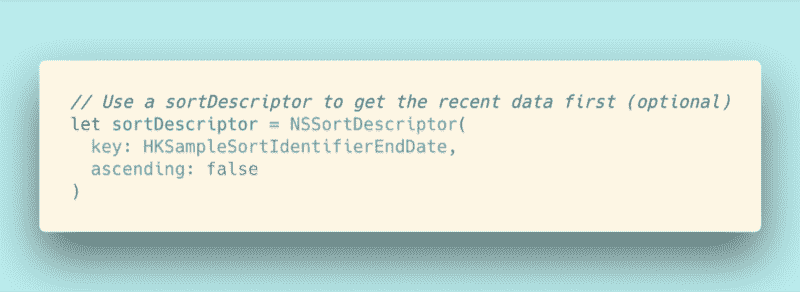 // Use a sortDescriptor to get the recent data first (optional)
let sortDescriptor = NSSortDescriptor(
  key: HKSampleSortIdentifierEndDate,
  ascending: false
)